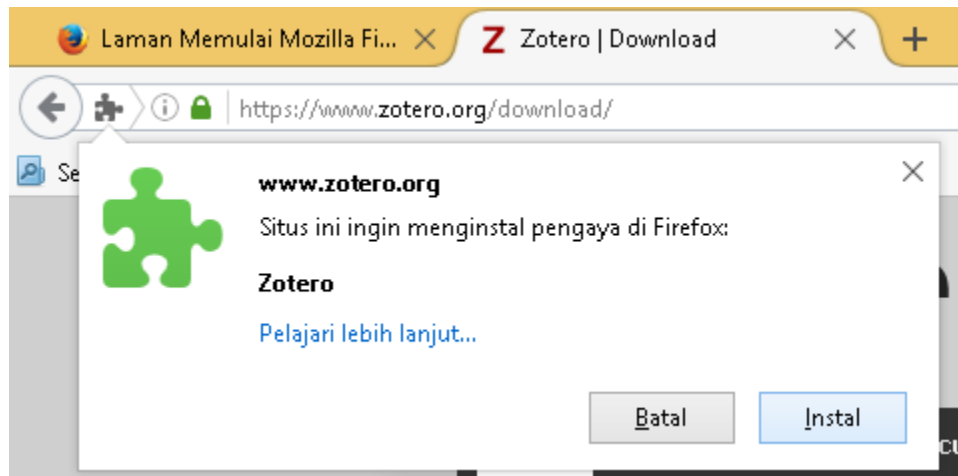 Laman Memulai Mozilla Fi...
Z Zotero | Download
https://www.zotero.org/download/
Se
www.zotero.org
Situs ini ingin menginstal pengaya di Firefox:
Zotero
Pelajari lebih lanjut...
Batal
Instal